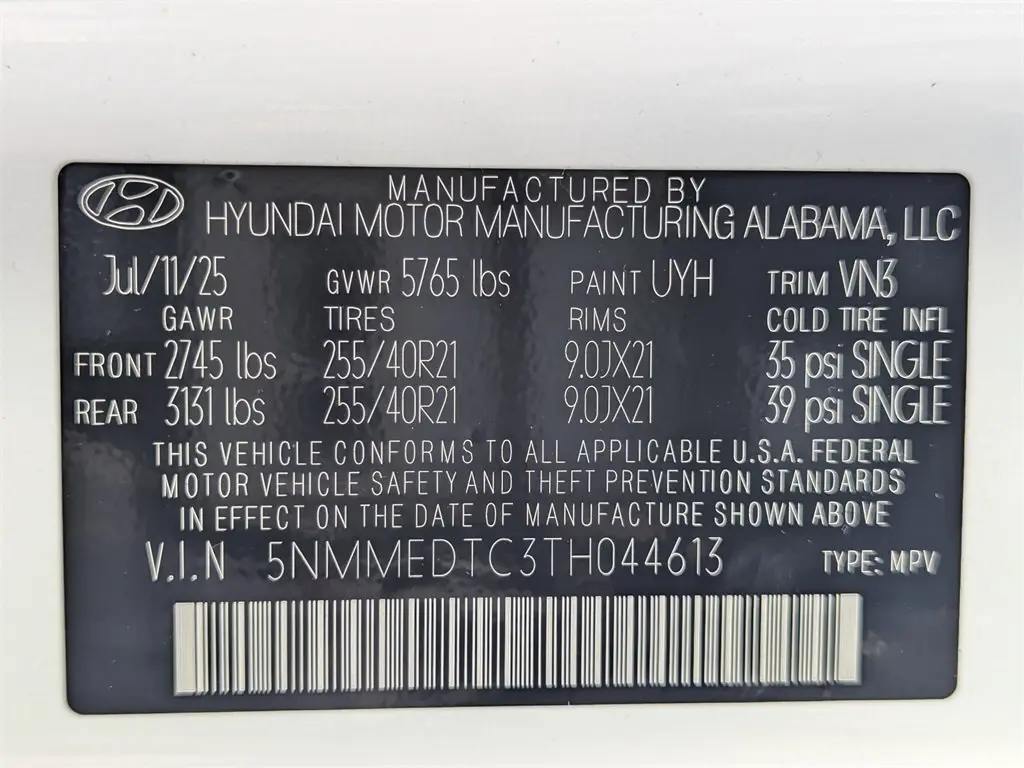 MANUFACTURED BY
HYUNDAI MOTOR MANUFACTURING ALABAMA, LLC
Jul/11/25 GVWR 5765 lbs PAINT UYH TRIM VN3
GAWR TIRES RIMS COLD TIRE INFL
FRONT 2745 lbs 255/40R21 9.0JX21 35 psi SINGLE
REAR 3131 lbs 255/40R21 9.0JX21 39 psi SINGLE
THIS VEHICLE CONFORMS TO ALL APPLICABLE U.S.A. FEDERAL
MOTOR VEHICLE SAFETY AND THEFT PREVENTION STANDARDS
IN EFFECT ON THE DATE OF MANUFACTURE SHOWN ABOVE
V.I.N 5NMMEDTC3TH044613 TYPE: MPV